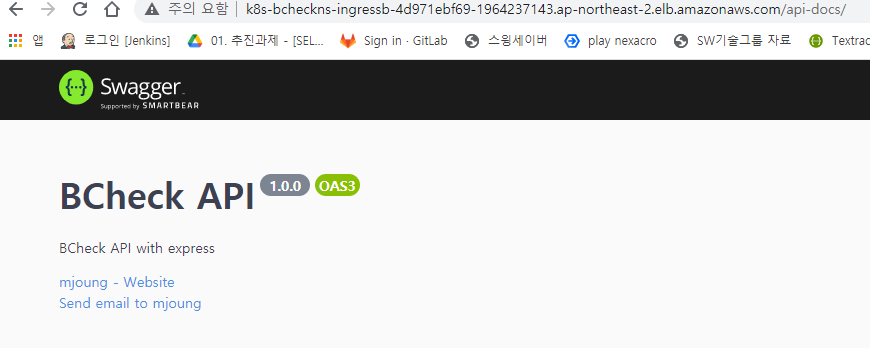 주의 요함 | k8s-bcheckns-ingressb-4d971ebf69-1964237143.ap-northeast-2.elb.amazonaws.com/api-docs/
앱 로그인 [Jenkins] 01. 추진과제 - [SEL... Sign in · GitLab 스윙세이버 play nexacro SW기술그룹 자료 Textrac
Swagger
Supported by SMARTBEAR
BCheck API 1.0.0 OAS3
BCheck API with express
mjoung - Website
Send email to mjoung